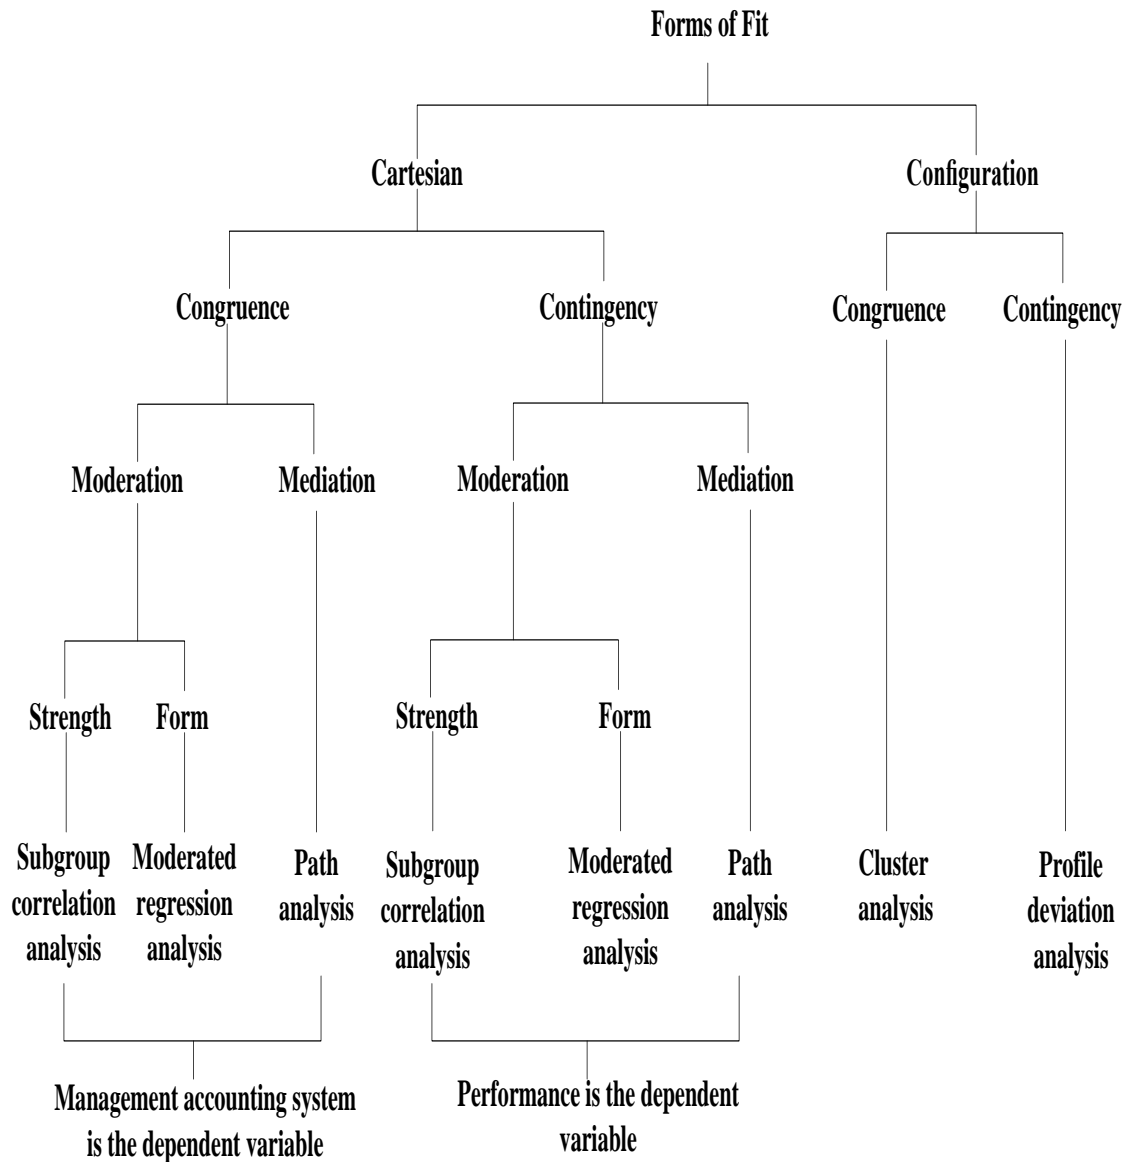 Forms of Fit
Cartesian
Configuration
Congruence
Contingency
Congruence
Contingency
Moderation
Mediation
Moderation
Mediation
Strength
Form
Strength
Form
Subgroup
correlation
analysis
Moderated
regression
analysis
Path
analysis
Subgroup
correlation
analysis
Moderated
regression
analysis
Path
analysis
Cluster
analysis
Profile
deviation
analysis
Management accounting system
is the dependent variable
Performance is the dependent
variable